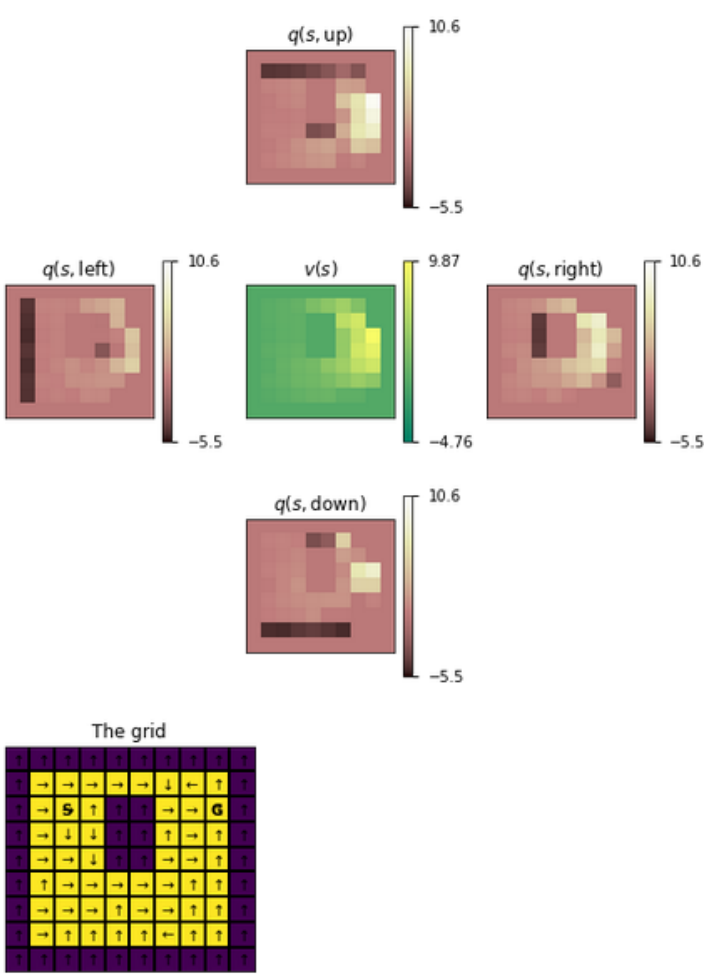 q(s, up)
10.6
−5.5
q(s, left)
10.6
−5.5
v(s)
9.87
−4.76
q(s, right)
10.6
−5.5
q(s, down)
10.6
−5.5
The grid
↑ ↑ ↑ ↑ ↑ ↑ ↑ ↑ ↑ ↑
↑ → → → → → ↓ ← ↑ ↑
↑ → S ↑ ↑ ↑ → → G ↑
↑ → ↓ ↓ ↑ ↑ ↑ → ↑ ↑
↑ → → ↓ ↑ ↑ → → ↑ ↑
↑ ↑ → → → → → ↑ ↑ ↑
↑ → → → ↑ → → ↑ ↑ ↑
↑ → ↑ ↑ ↑ ↑ ← ↑ ↑ ↑
↑ ↑ ↑ ↑ ↑ ↑ ↑ ↑ ↑ ↑